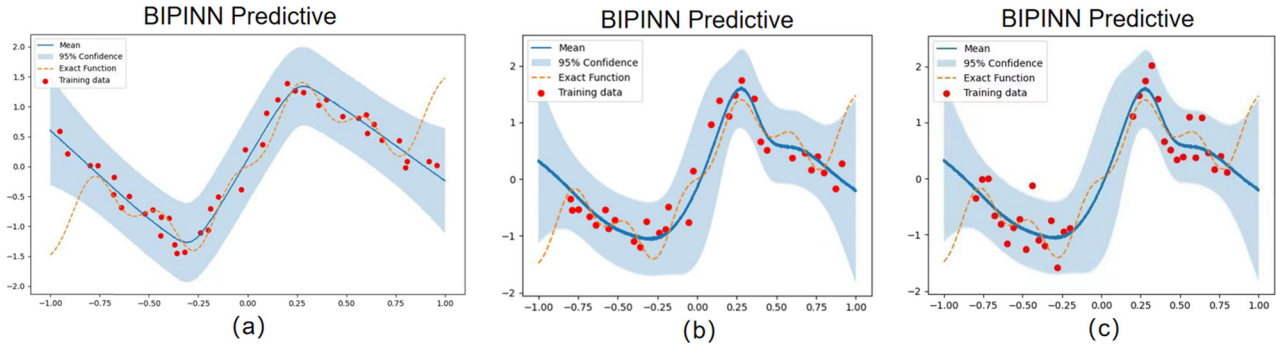 BIPINN Predictive
Mean
95% Confidence
Exact Function
Training data
2.0
1.5
1.0
0.5
0.0
−0.5
−1.0
−1.5
−2.0
−1.00 −0.75 −0.50 −0.25 0.00 0.25 0.50 0.75 1.00
(a)
BIPINN Predictive
Mean
95% Confidence
Exact Function
Training data
2
1
0
−1
−2
−1.00 −0.75 −0.50 −0.25 0.00 0.25 0.50 0.75 1.00
(b)
BIPINN Predictive
Mean
95% Confidence
Exact Function
Training data
2
1
0
−1
−2
−1.00 −0.75 −0.50 −0.25 0.00 0.25 0.50 0.75 1.00
(c)